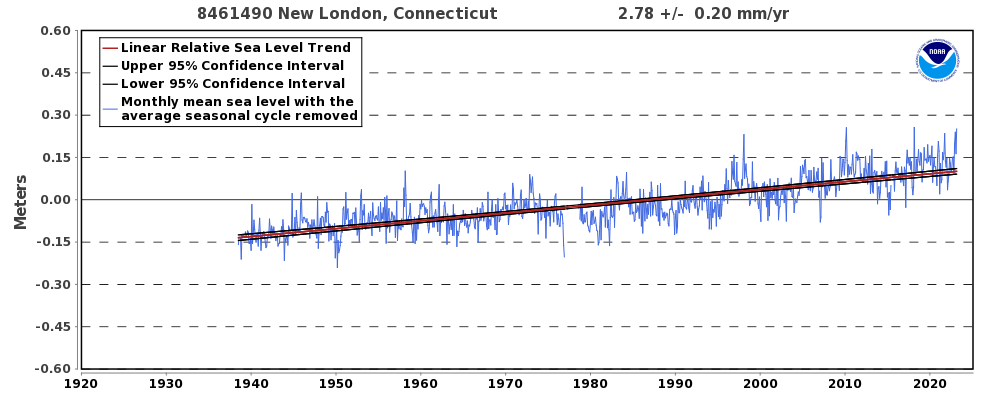 8461490 New London, Connecticut 2.78 +/- 0.20 mm/yr
Linear Relative Sea Level Trend
Upper 95% Confidence Interval
Lower 95% Confidence Interval
Monthly mean sea level with the
average seasonal cycle removed
NOAA
Meters
0.60
0.45
0.30
0.15
0.00
-0.15
-0.30
-0.45
-0.60
1920 1930 1940 1950 1960 1970 1980 1990 2000 2010 2020